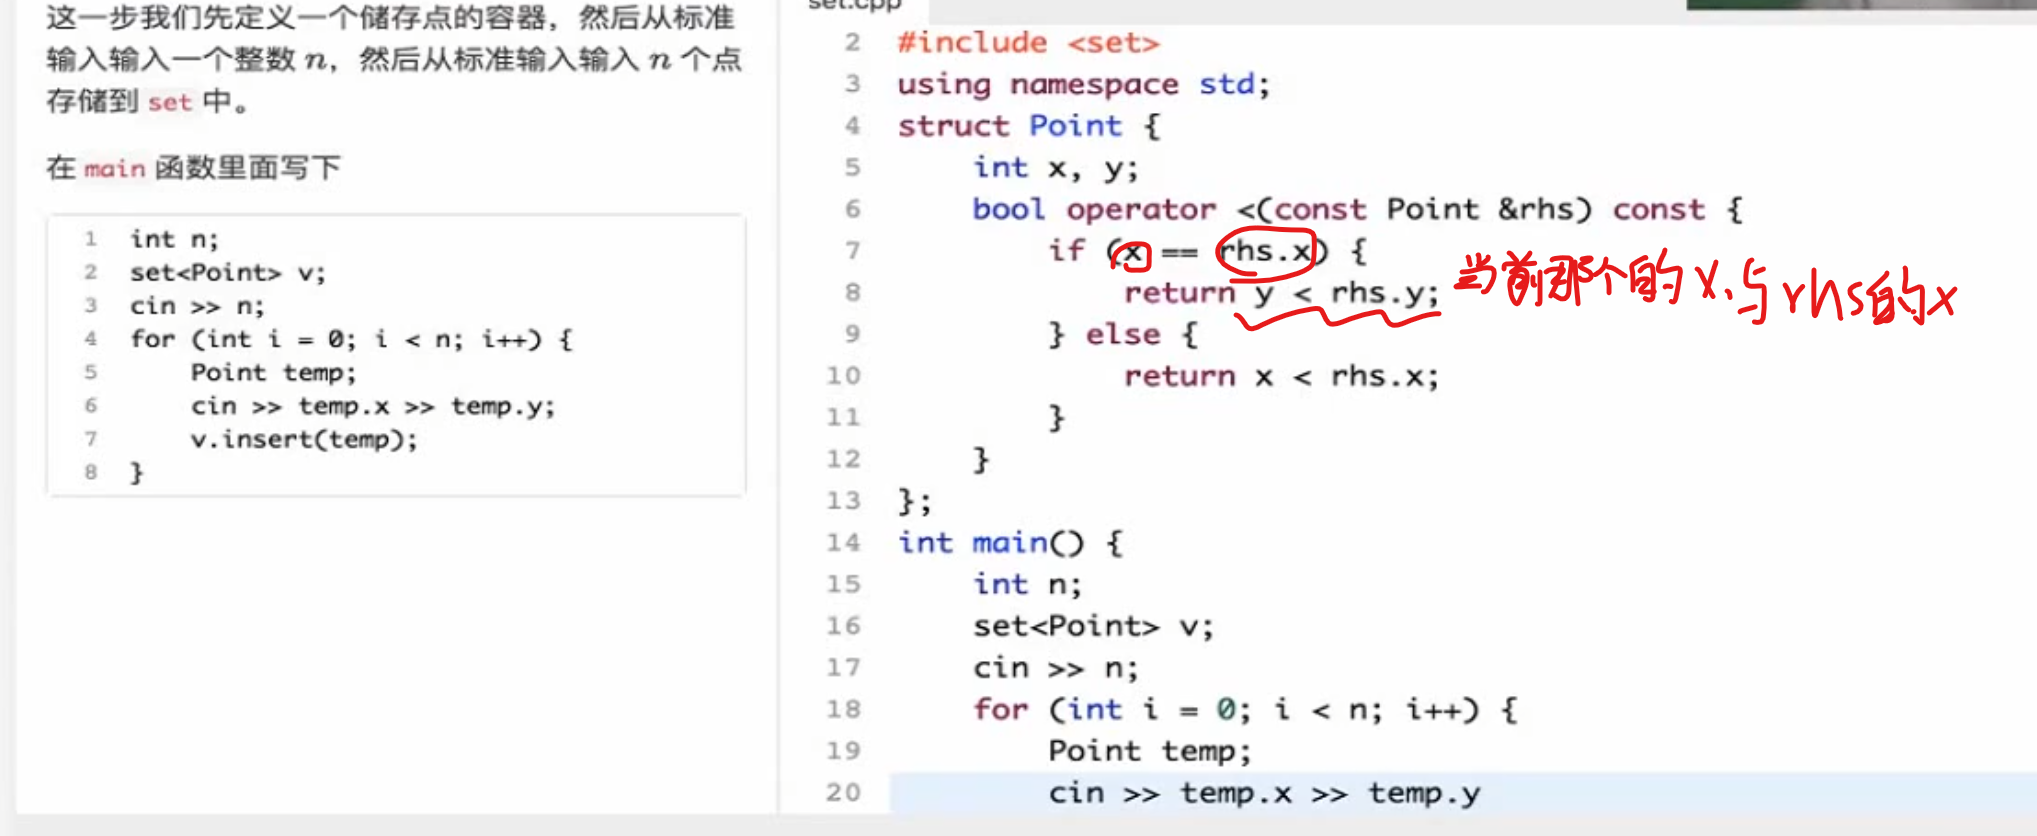 这一步我们先定义一个储存点的容器，然后从标准
输入输入一个整数 n，然后从标准输入输入 n 个点
存储到 set 中。
在 main 函数里面写下
1 int n;
2 set<Point> v;
3 cin >> n;
4 for (int i = 0; i < n; i++) {
5 Point temp;
6 cin >> temp.x >> temp.y;
7 v.insert(temp);
8 }
set.cpp
2 #include <set>
3 using namespace std;
4 struct Point {
5 int x, y;
6 bool operator <(const Point &rhs) const {
7 if (x == rhs.x) {
8 return y < rhs.y;
当前那个的x与rhs的x
9 } else {
10 return x < rhs.x;
11 }
12 }
13 };
14 int main() {
15 int n;
16 set<Point> v;
17 cin >> n;
18 for (int i = 0; i < n; i++) {
19 Point temp;
20 cin >> temp.x >> temp.y